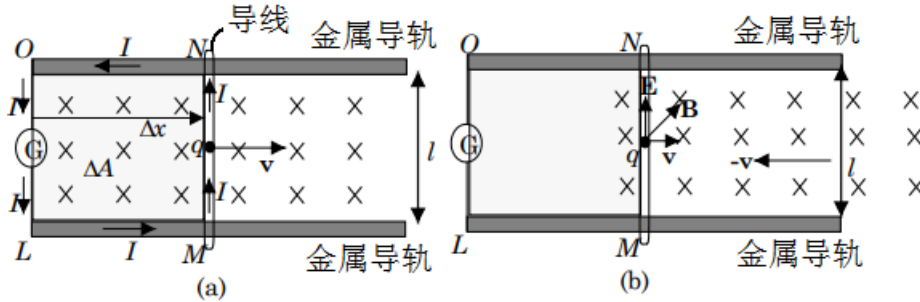 导线
O I N 金属导轨
I I
Δx
G q v l
ΔA
I I
L I M 金属导轨
(a)
O N 金属导轨
E B
G q v -v l
L M 金属导轨
(b)